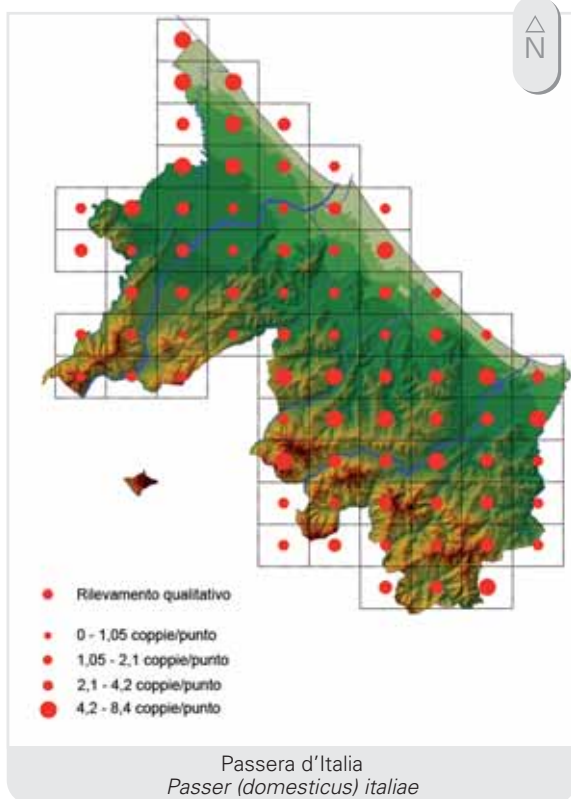 N
Rilevamento qualitativo
0 - 1,05 coppie/punto
1,05 - 2,1 coppie/punto
2,1 - 4,2 coppie/punto
4,2 - 8,4 coppie/punto
Passera d'Italia
Passer (domesticus) italiae